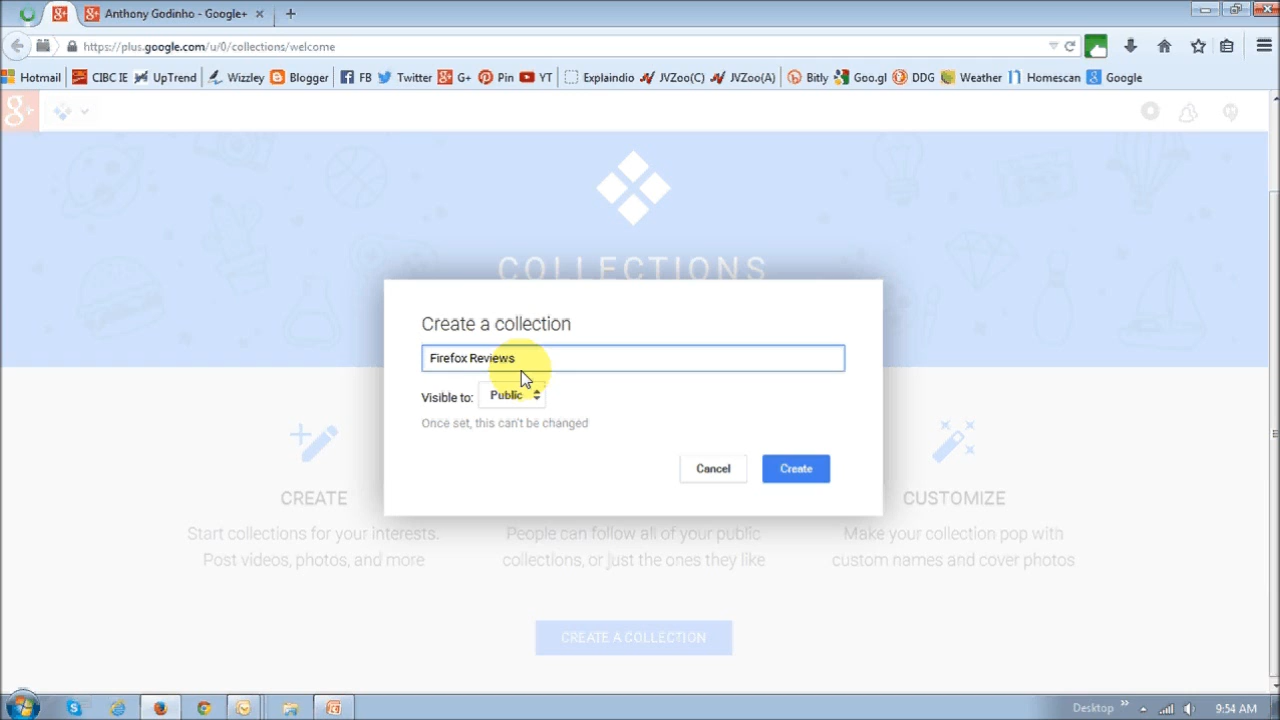 Anthony Godinho - Google+
https://plus.google.com/u/0/collections/welcome
Hotmail CIBC IE UpTrend Wizzley Blogger FB Twitter G+ Pin YT Explaindio JVZoo(C) JVZoo(A) Bitly Goo.gl DDG Weather Homescan Google
COLLECTIONS
Create a collection
Firefox Reviews
Visible to: Public
Once set, this can't be changed
Cancel Create
CREATE
Start collections for your interests.
Post videos, photos, and more
People can follow all of your public
collections, or just the ones they like
CUSTOMIZE
Make your collection pop with
custom names and cover photos
CREATE A COLLECTION
Desktop 9:54 AM